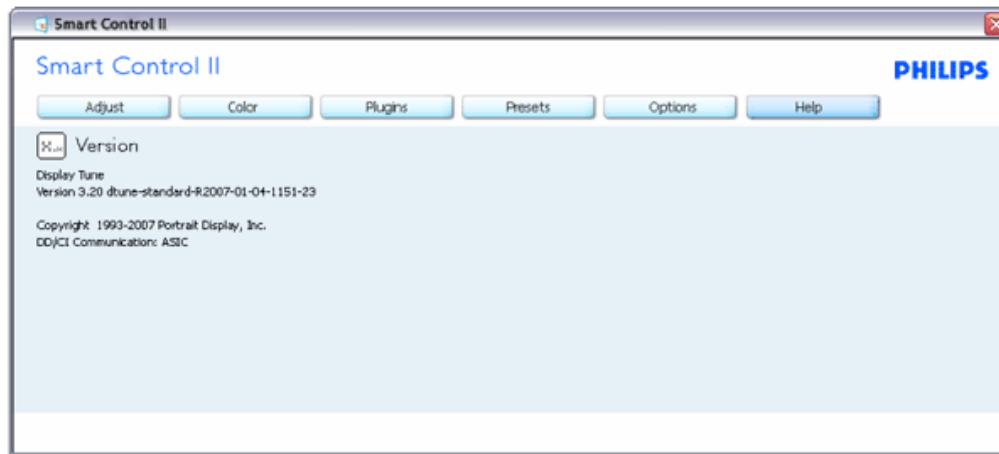 Smart Control II
Smart Control II
PHILIPS
Adjust Color Plugins Presets Options Help
Version
Display Tune
Version 3.20 dtune-standard-R2007-01-04-1151-23
Copyright 1993-2007 Portrait Display, Inc.
DD/CI Communication: ASIC